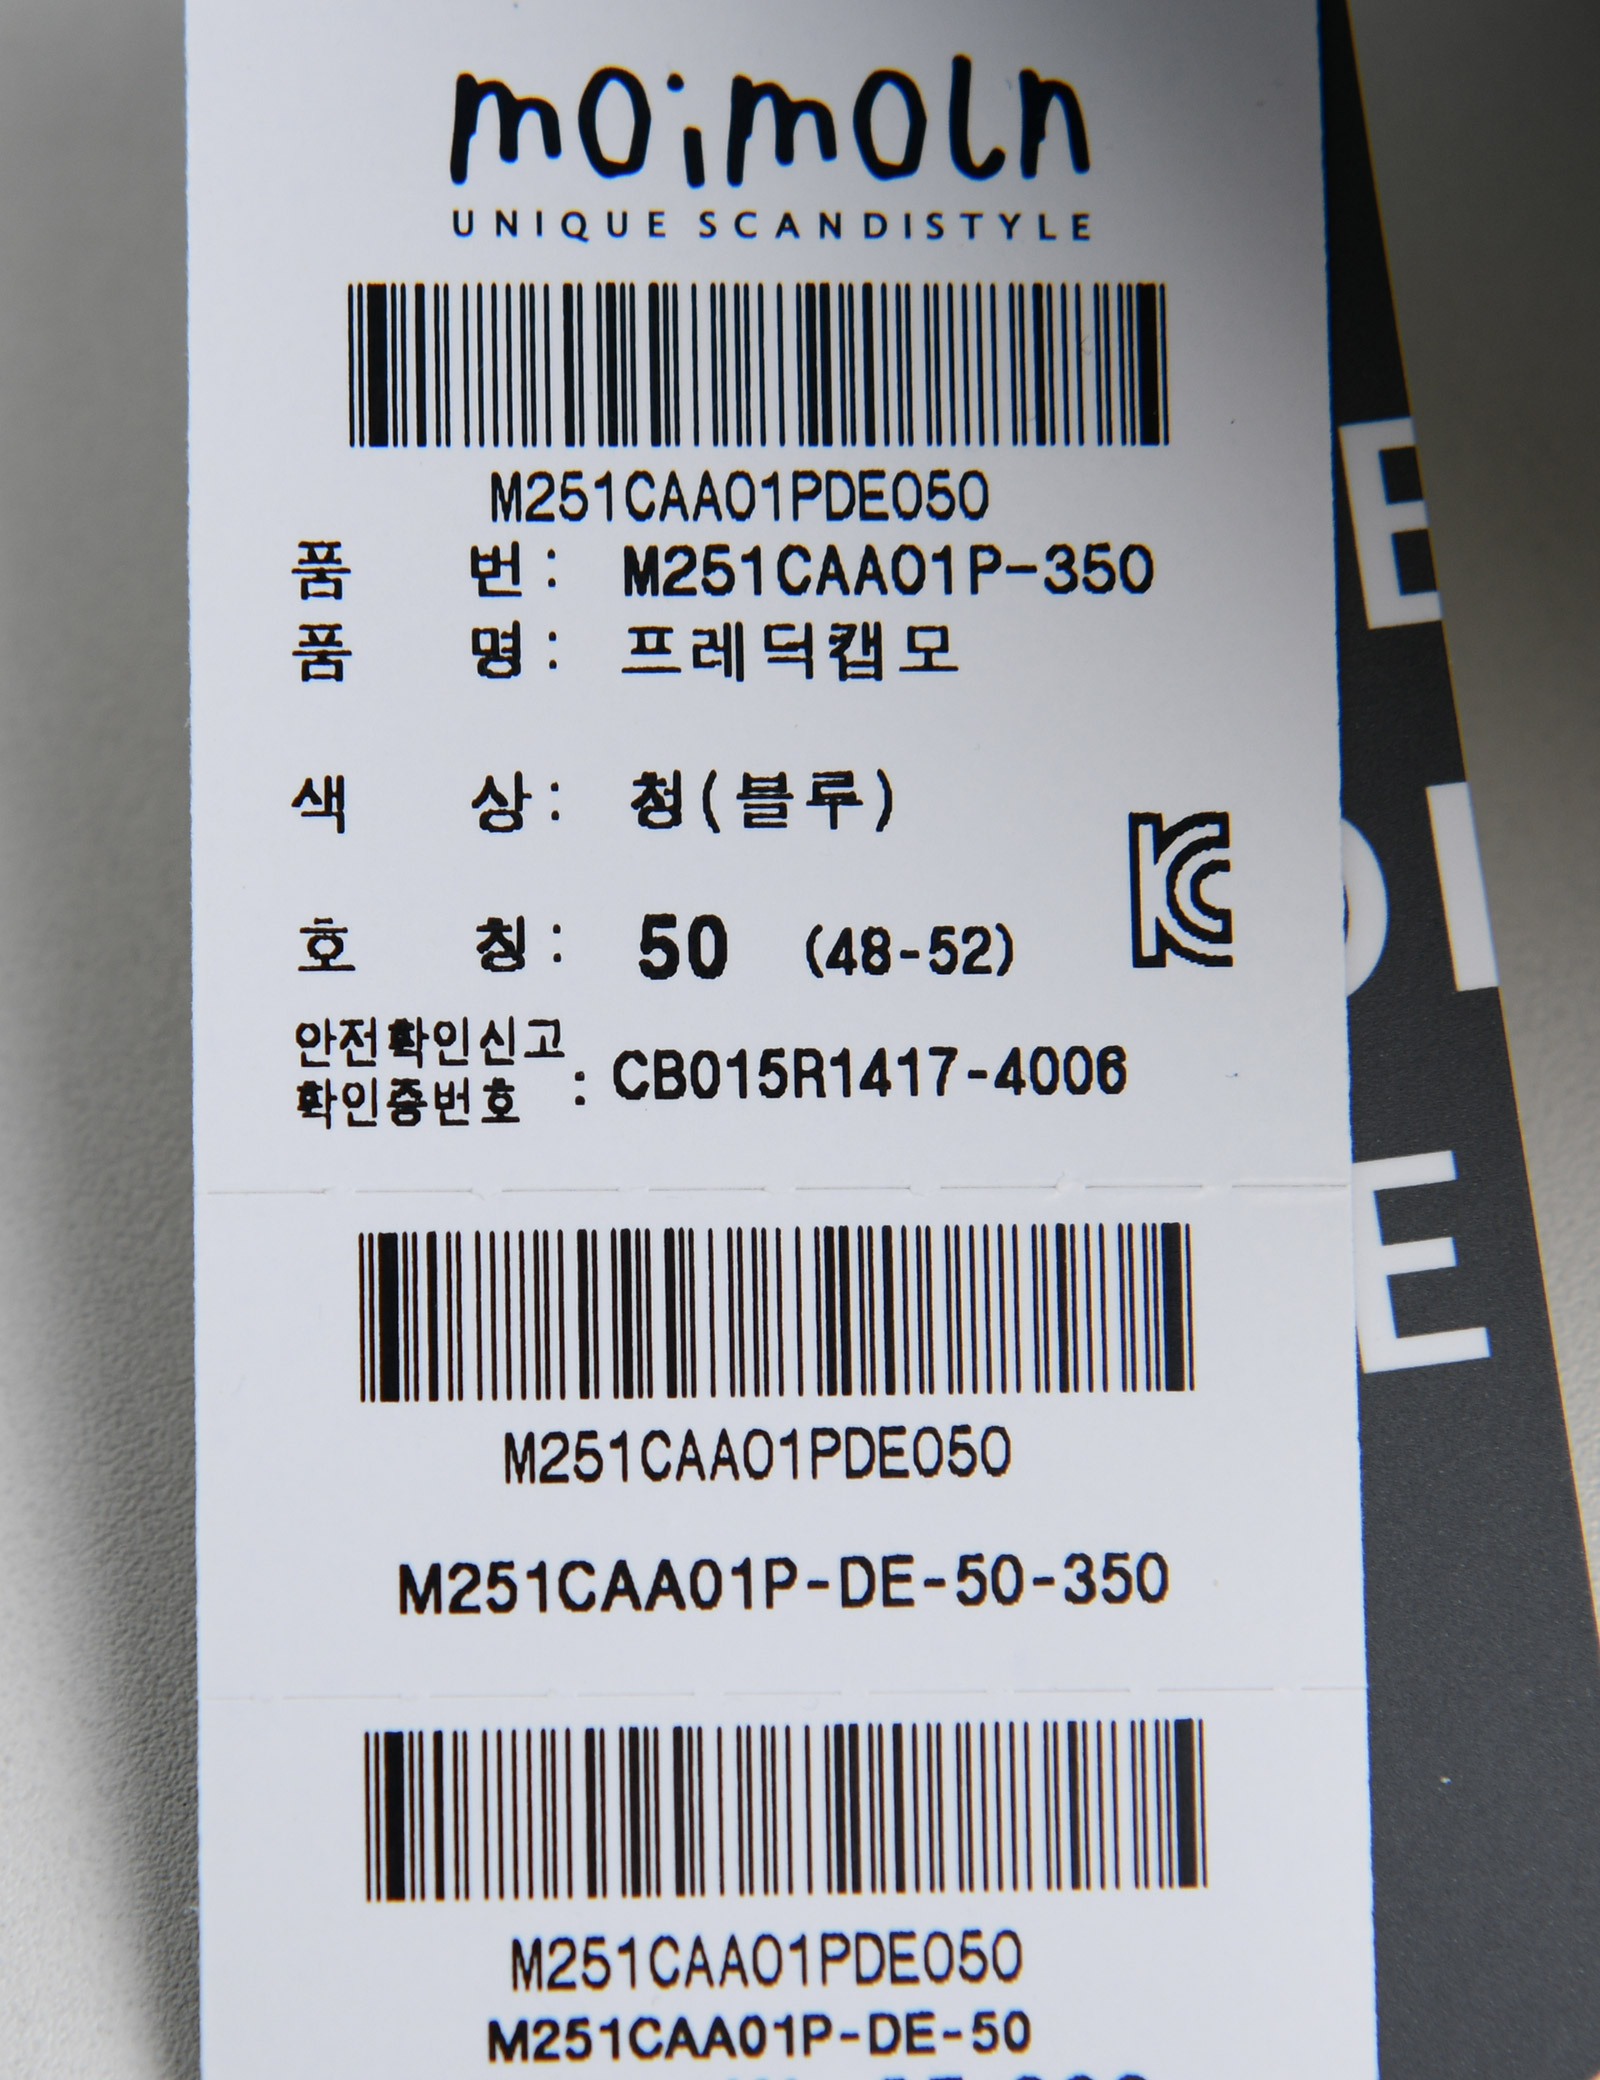 moimoln
UNIQUE SCANDISTYLE
M251CAA01PDE050
품 번: M251CAA01P-350
품 명: 프레딕캡모
색 상: 청(블루)
호 칭: 50 (48-52)
KC
안전확인신고
확인증번호 : CB015R1417-4006
M251CAA01PDE050
M251CAA01P-DE-50-350
M251CAA01PDE050
M251CAA01P-DE-50
E
DI
E